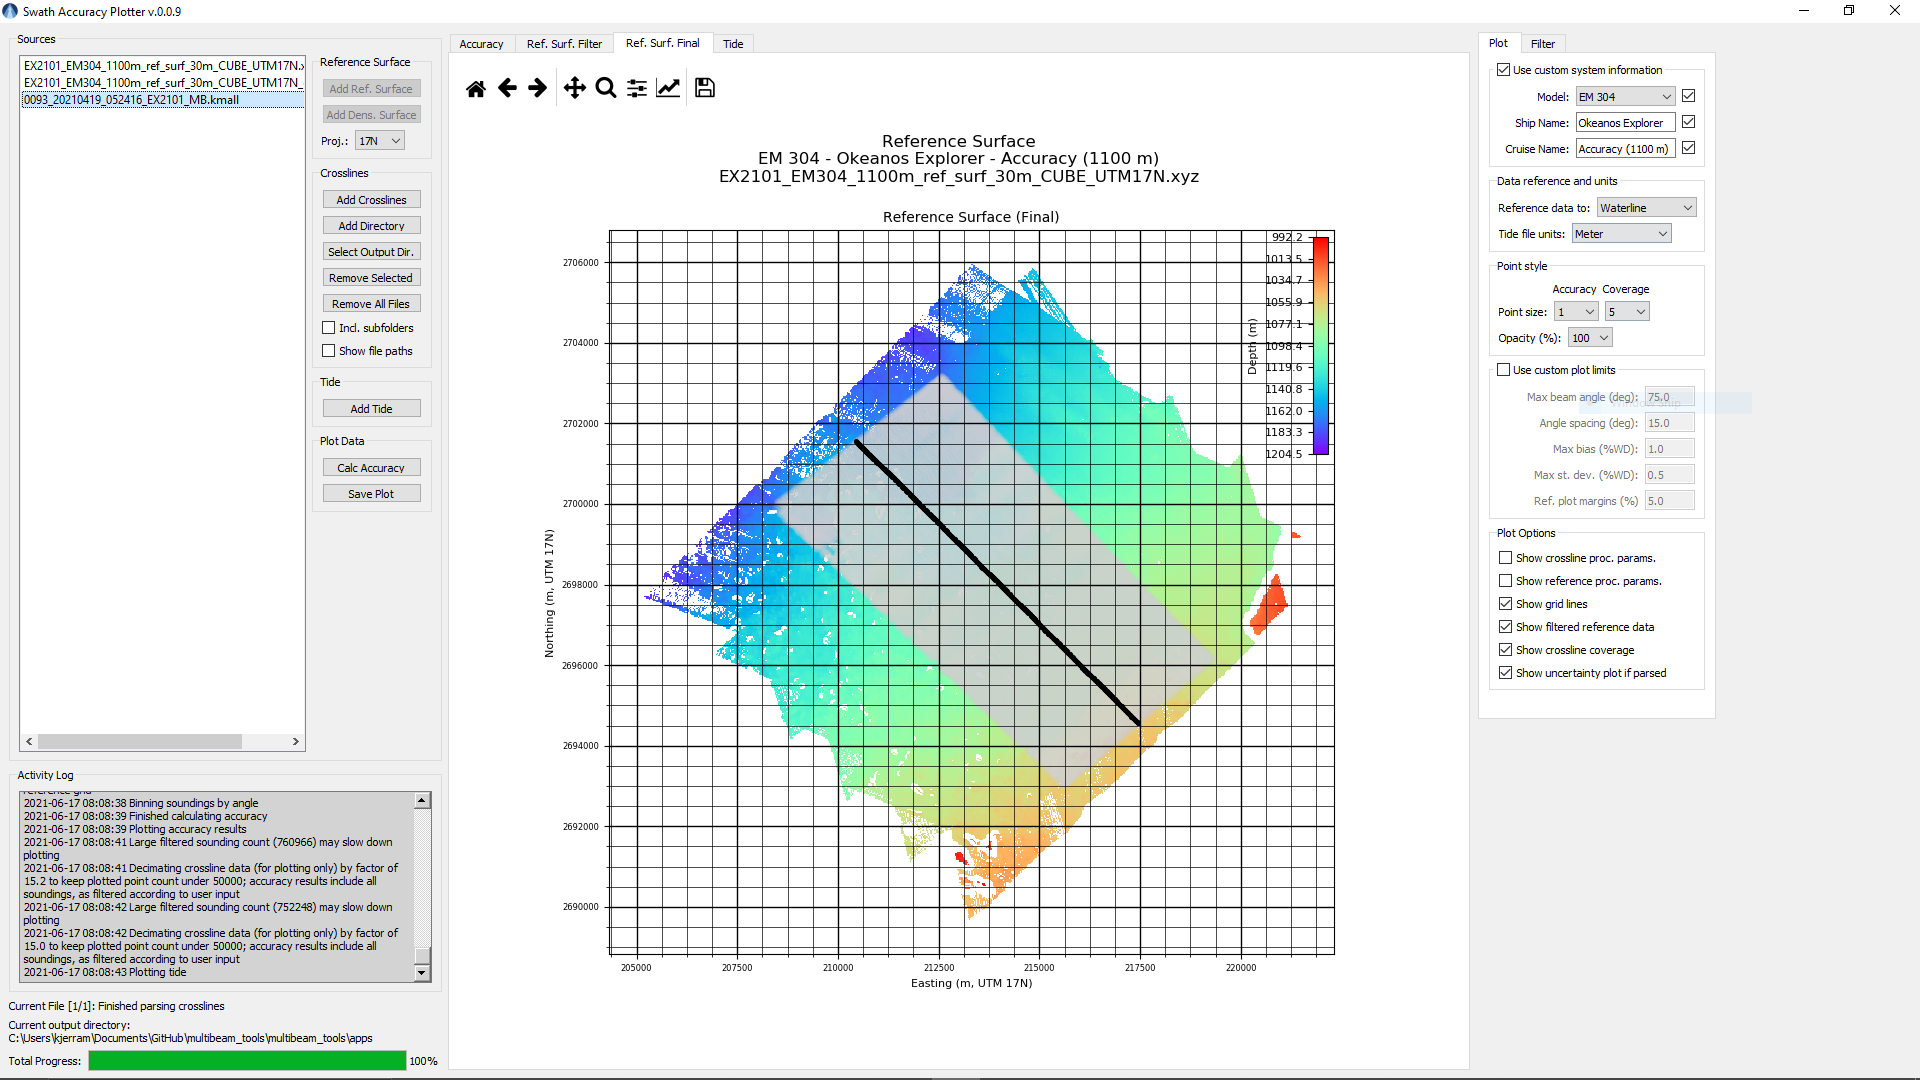 Swath Accuracy Plotter v.0.0.9
Sources
EX2101_EM304_1100m_ref_surf_30m_CUBE_UTM17N.x
EX2101_EM304_1100m_ref_surf_30m_CUBE_UTM17N_
0093_20210419_052416_EX2101_MB.kmall
Reference Surface
Add Ref. Surface
Add Dens. Surface
Proj.: 17N
Crosslines
Add Crosslines
Add Directory
Select Output Dir.
Remove Selected
Remove All Files
Incl. subfolders
Show file paths
Tide
Add Tide
Plot Data
Calc Accuracy
Save Plot
Activity Log
reference grid
2021-06-17 08:08:38 Binning soundings by angle
2021-06-17 08:08:39 Finished calculating accuracy
2021-06-17 08:08:39 Plotting accuracy results
2021-06-17 08:08:41 Large filtered sounding count (760966) may slow down
plotting
2021-06-17 08:08:41 Decimating crossline data (for plotting only) by factor of
15.2 to keep plotted point count under 50000; accuracy results include all
soundings, as filtered according to user input
2021-06-17 08:08:42 Large filtered sounding count (752248) may slow down
plotting
2021-06-17 08:08:42 Decimating crossline data (for plotting only) by factor of
15.0 to keep plotted point count under 50000; accuracy results include all
soundings, as filtered according to user input
2021-06-17 08:08:43 Plotting tide
Current File [1/1]: Finished parsing crosslines
Current output directory:
C:\Users\kjerram\Documents\GitHub\multibeam_tools\multibeam_tools\apps
Total Progress: 100%
Accuracy Ref. Surf. Filter Ref. Surf. Final Tide
Reference Surface
EM 304 - Okeanos Explorer - Accuracy (1100 m)
EX2101_EM304_1100m_ref_surf_30m_CUBE_UTM17N.xyz
Reference Surface (Final)
2706000
2704000
2702000
2700000
2698000
2696000
2694000
2692000
2690000
Northing (m, UTM 17N)
205000 207500 210000 212500 215000 217500 220000
Easting (m, UTM 17N)
Depth (m)
992.2
1013.5
1034.7
1055.9
1077.1
1098.4
1119.6
1140.8
1162.0
1183.3
1204.5
Plot Filter
Use custom system information
Model: EM 304
Ship Name: Okeanos Explorer
Cruise Name: Accuracy (1100 m)
Data reference and units
Reference data to: Waterline
Tide file units: Meter
Point style
Accuracy Coverage
Point size: 1 5
Opacity (%): 100
Use custom plot limits
Max beam angle (deg): 75.0
Angle spacing (deg): 15.0
Max bias (%WD): 1.0
Max st. dev. (%WD): 0.5
Ref. plot margins (%) 5.0
Plot Options
Show crossline proc. params.
Show reference proc. params.
Show grid lines
Show filtered reference data
Show crossline coverage
Show uncertainty plot if parsed